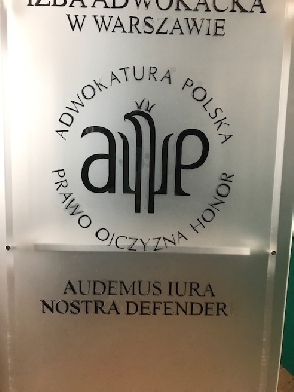 IZBA ADWOKACKA
W WARSZAWIE
ADWOKATURA POLSKA
PRAWO OJCZYZNA HONOR
AUDEMUS IURA
NOSTRA DEFENDER